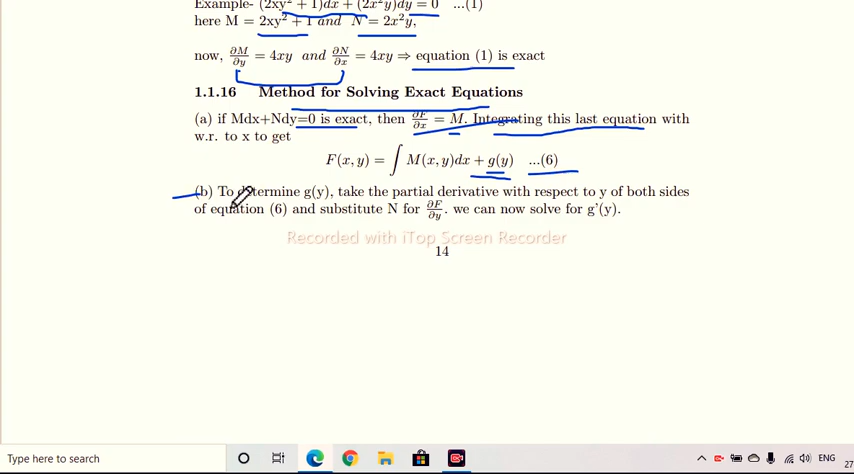 Example- (2xy² + 1)dx + (2x²y)dy = 0 ...(1)
here M = 2xy² + 1 and N = 2x²y,
now, ∂M/∂y = 4xy and ∂N/∂x = 4xy ⇒ equation (1) is exact
1.1.16 Method for Solving Exact Equations
(a) if Mdx+Ndy=0 is exact, then ∂F/∂x = M. Integrating this last equation with
w.r. to x to get
F(x, y) = ∫ M(x, y)dx + g(y) ...(6)
(b) To determine g(y), take the partial derivative with respect to y of both sides
of equation (6) and substitute N for ∂F/∂y. we can now solve for g'(y).
Recorded with iTop Screen Recorder
14
Type here to search
ENG
27